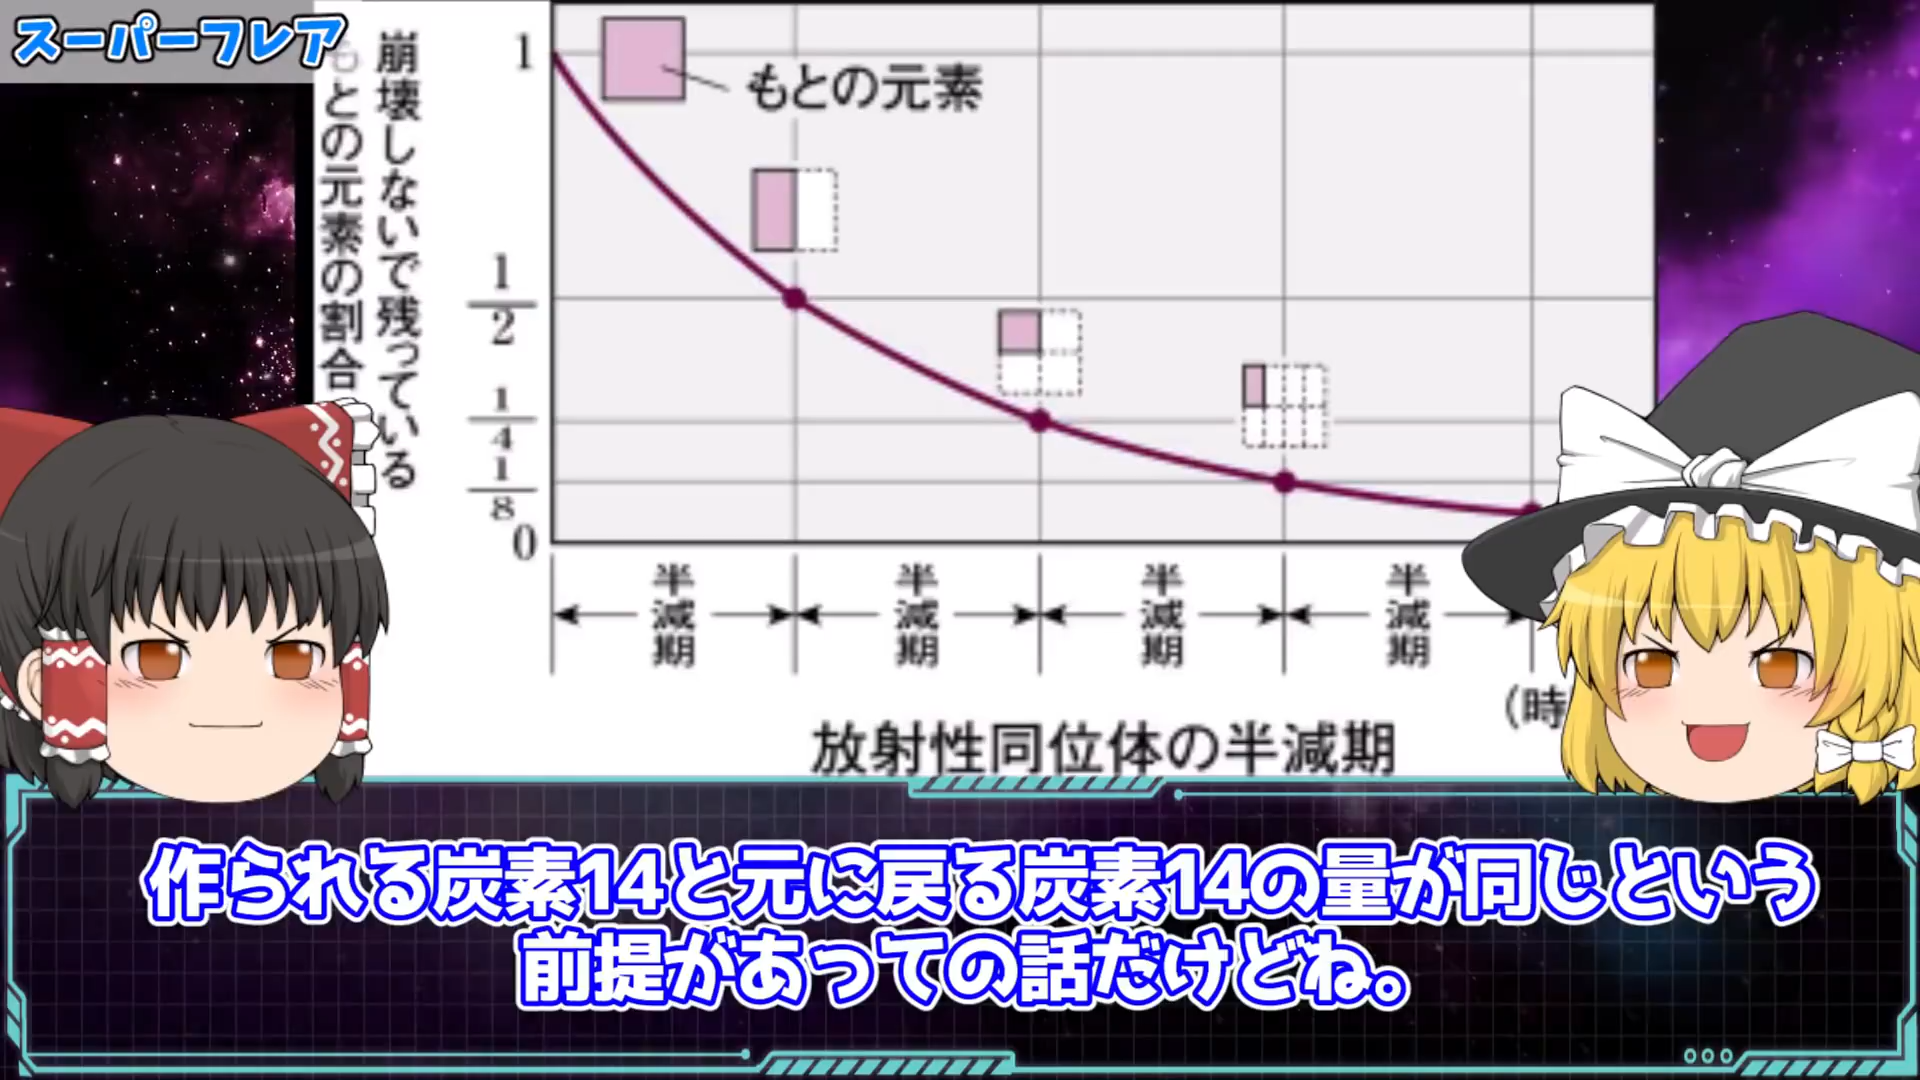 スーパーフレア
崩壊しないで残っている
もとの元素の割合
1
もとの元素
1
2
1
4
1
8
0
半減期
半減期
半減期
半減期
(時
放射性同位体の半減期
作られる炭素14と元に戻る炭素14の量が同じという
前提があっての話だけどね。